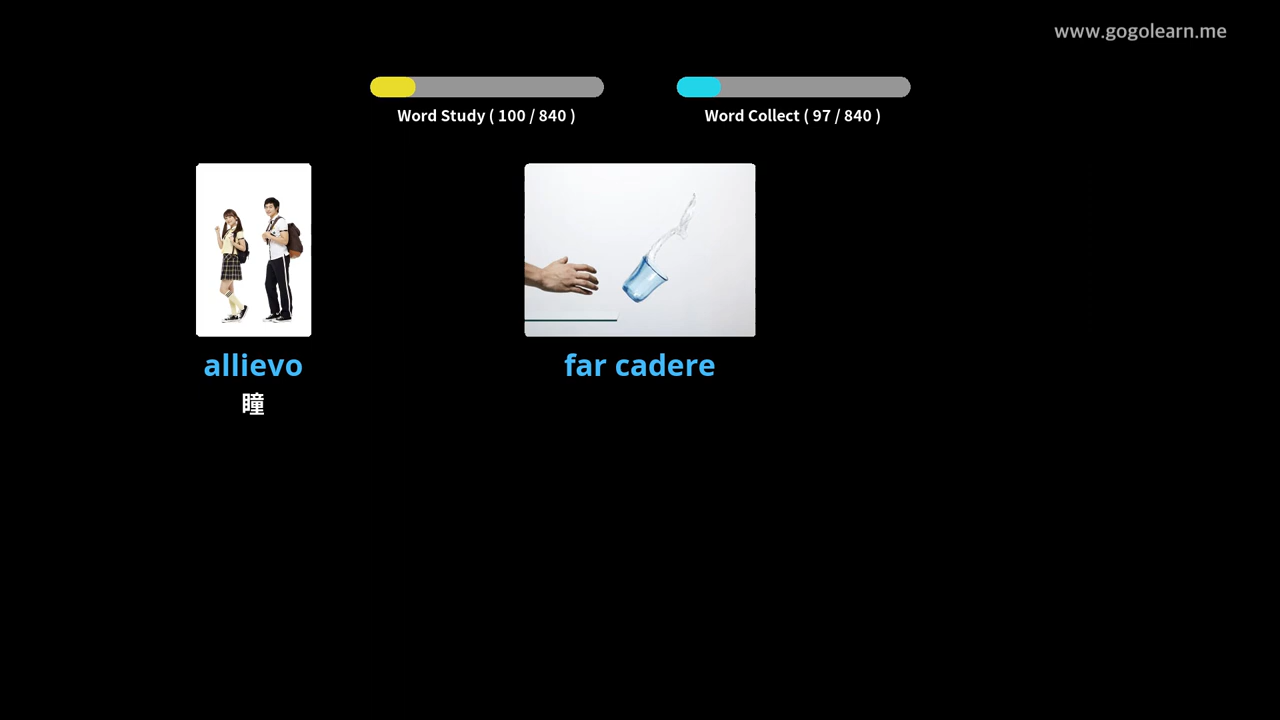 www.gogolearn.me
Word Study ( 100 / 840 )
Word Collect ( 97 / 840 )
allievo
瞳
far cadere